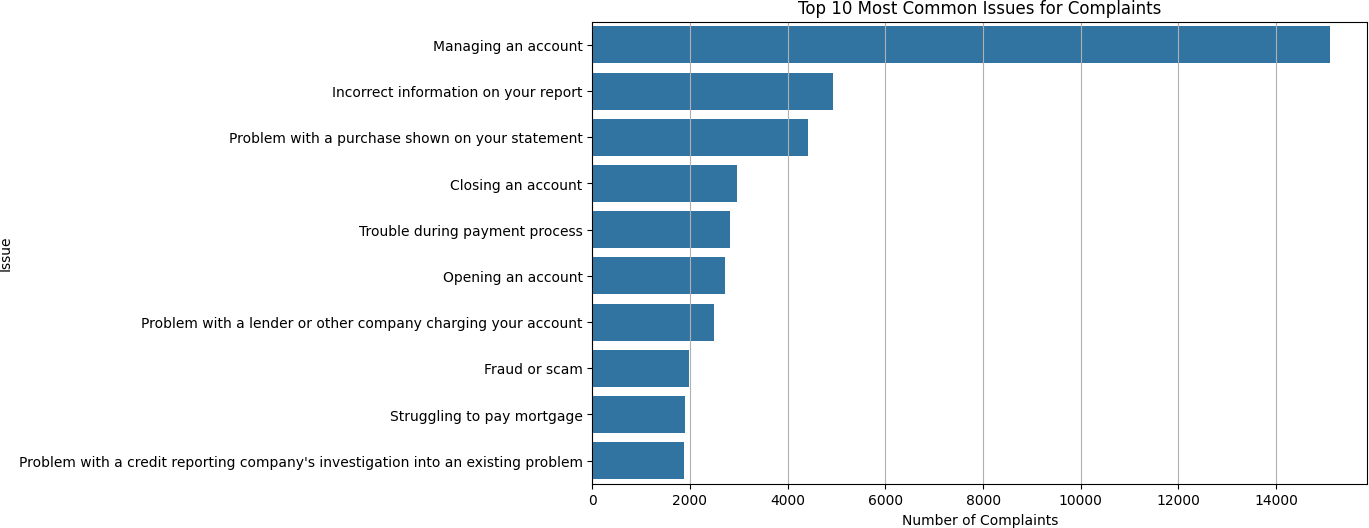 Top 10 Most Common Issues for Complaints
Issue
Managing an account
Incorrect information on your report
Problem with a purchase shown on your statement
Closing an account
Trouble during payment process
Opening an account
Problem with a lender or other company charging your account
Fraud or scam
Struggling to pay mortgage
Problem with a credit reporting company's investigation into an existing problem
0 2000 4000 6000 8000 10000 12000 14000
Number of Complaints